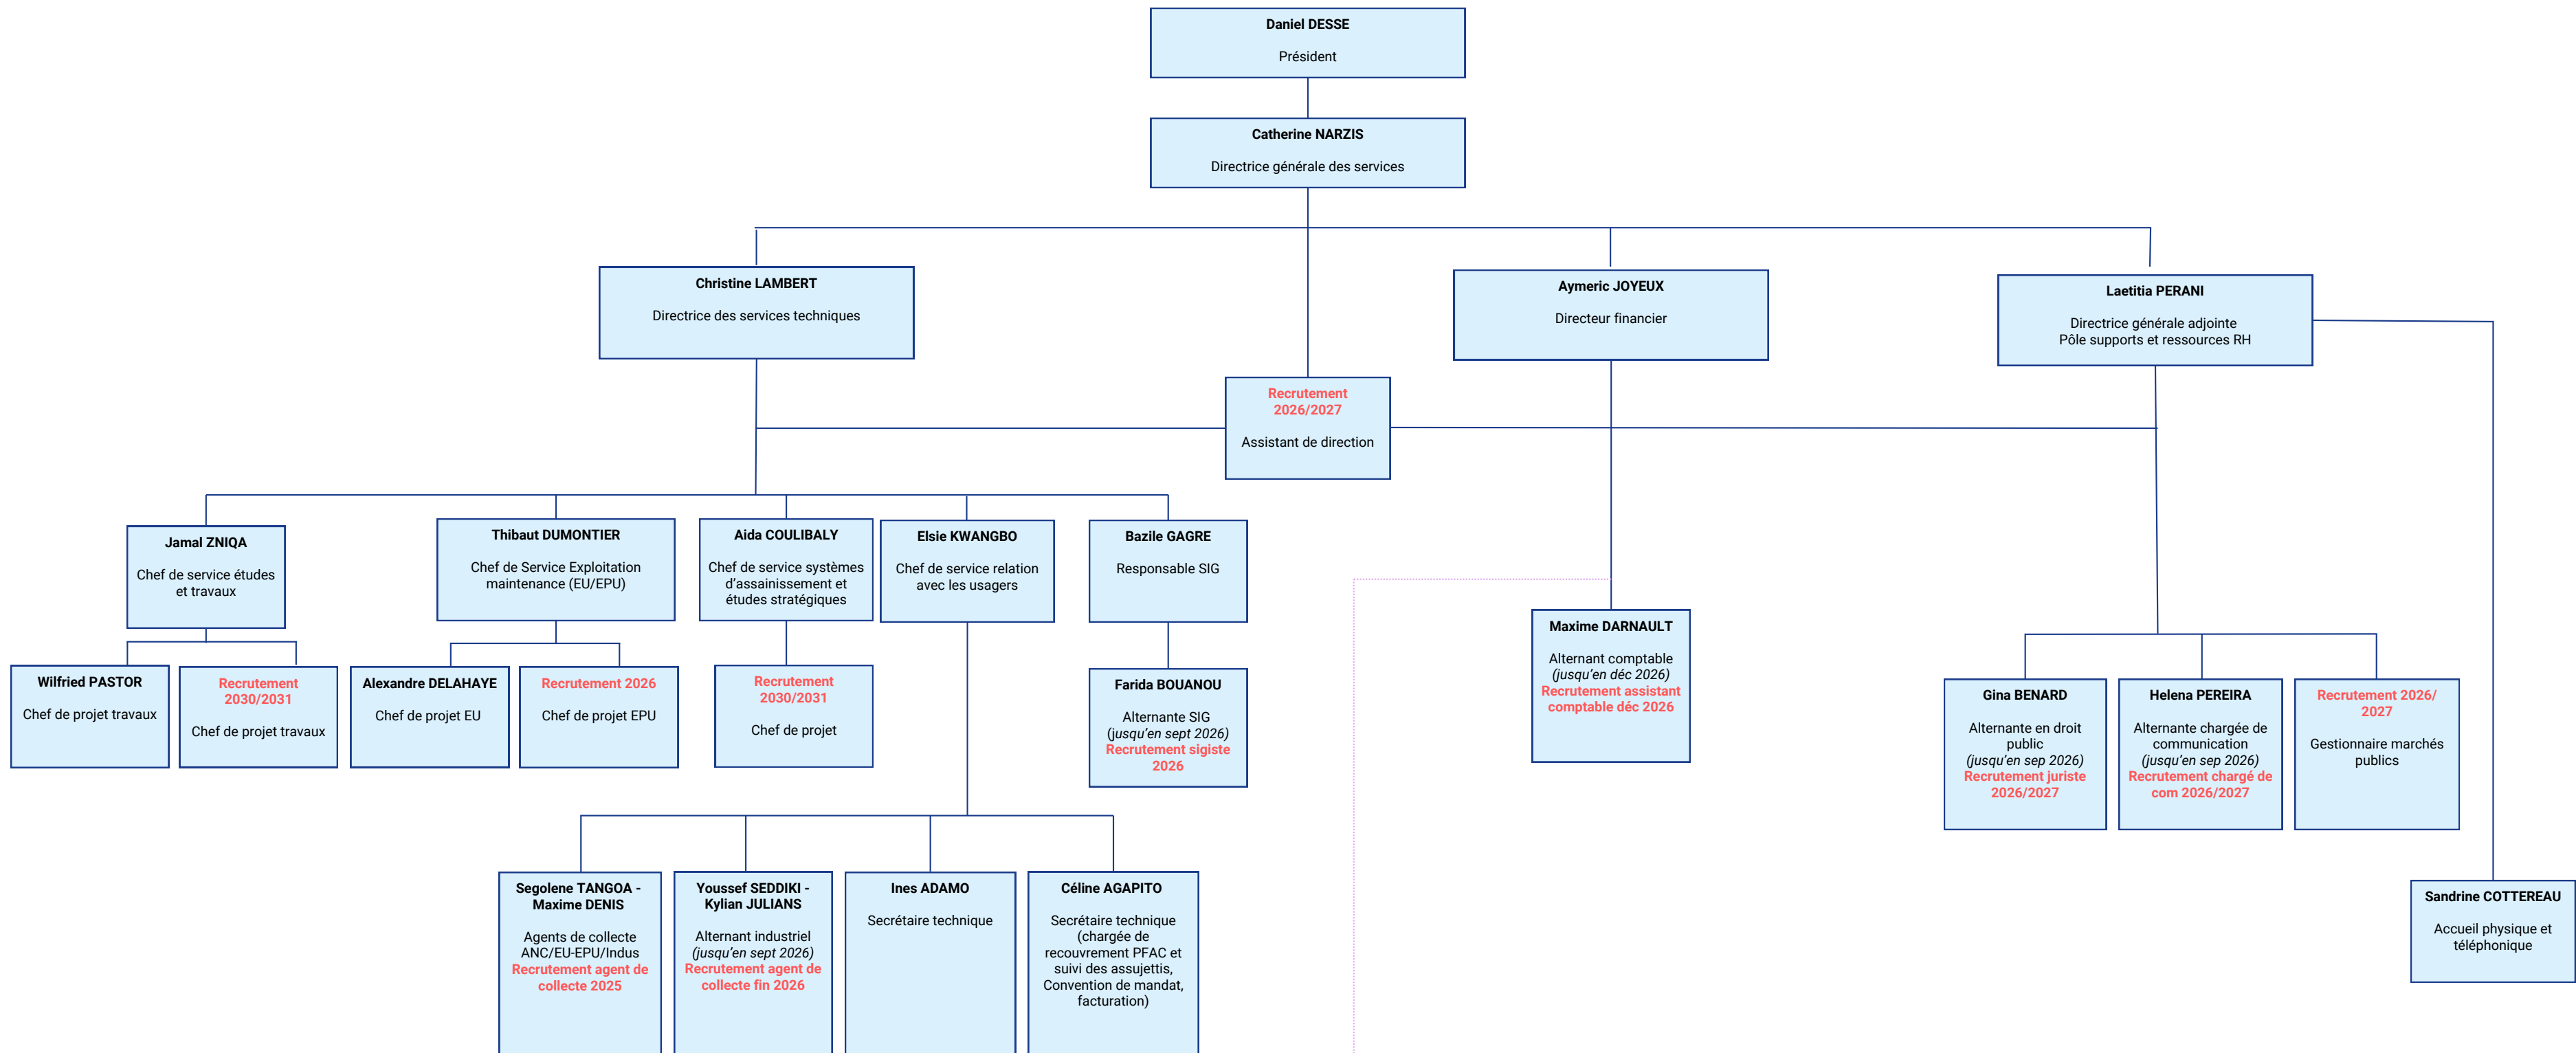 Daniel DESSE
Président
Catherine NARZIS
Directrice générale des services
Christine LAMBERT
Directrice des services techniques
Aymeric JOYEUX
Directeur financier
Laetitia PERANI
Directrice générale adjointe
Pôle supports et ressources RH
Recrutement
2026/2027
Assistant de direction
Jamal ZNIQA
Chef de service études
et travaux
Thibaut DUMONTIER
Chef de Service Exploitation
maintenance (EU/EPU)
Aida COULIBALY
Chef de service systèmes
d’assainissement et
études stratégiques
Elsie KWANGBO
Chef de service relation
avec les usagers
Bazile GAGRE
Responsable SIG
Wilfried PASTOR
Chef de projet travaux
Recrutement
2030/2031
Chef de projet travaux
Alexandre DELAHAYE
Chef de projet EU
Recrutement 2026
Chef de projet EPU
Recrutement
2030/2031
Chef de projet
Farida BOUANOU
Alternante SIG
(jusqu’en sept 2026)
Recrutement sigiste
2026
Maxime DARNAULT
Alternant comptable
(jusqu’en déc 2026)
Recrutement assistant
comptable déc 2026
Gina BENARD
Alternante en droit
public
(jusqu’en sep 2026)
Recrutement juriste
2026/2027
Helena PEREIRA
Alternante chargée de
communication
(jusqu’en sep 2026)
Recrutement chargé de
com 2026/2027
Recrutement 2026/
2027
Gestionnaire marchés
publics
Segolene TANGOA -
Maxime DENIS
Agents de collecte
ANC/EU-EPU/Indus
Recrutement agent de
collecte 2025
Youssef SEDDIKI -
Kylian JULIANS
Alternant industriel
(jusqu’en sept 2026)
Recrutement agent de
collecte fin 2026
Ines ADAMO
Secrétaire technique
Céline AGAPITO
Secrétaire technique
(chargée de
recouvrement PFAC et
suivi des assujettis,
Convention de mandat,
facturation)
Sandrine COTTEREAU
Accueil physique et
téléphonique